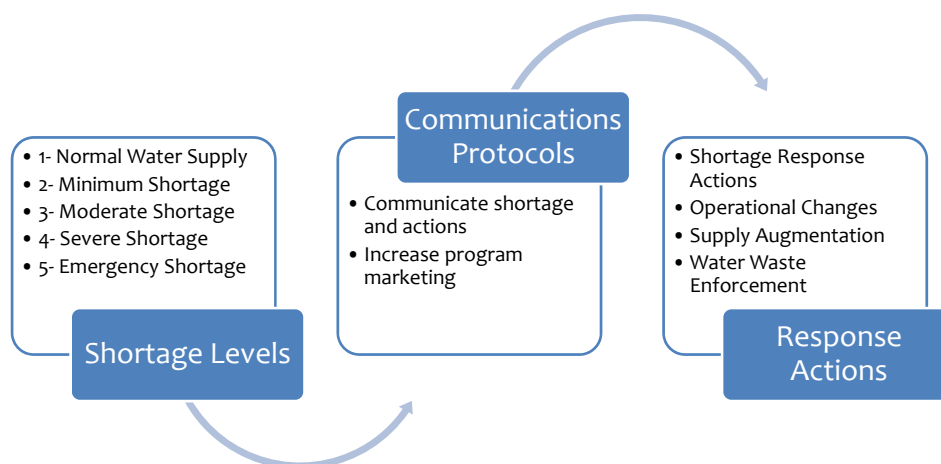 • 1- Normal Water Supply
• 2- Minimum Shortage
• 3- Moderate Shortage
• 4- Severe Shortage
• 5- Emergency Shortage
Shortage Levels
Communications
Protocols
• Communicate shortage
and actions
• Increase program
marketing
• Shortage Response
Actions
• Operational Changes
• Supply Augmentation
• Water Waste
Enforcement
Response
Actions